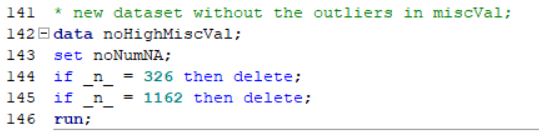 141 * new dataset without the outliers in miscVal;
142 data noHighMiscVal;
143 set noNumNA;
144 if _n_ = 326 then delete;
145 if _n_ = 1162 then delete;
146 run;